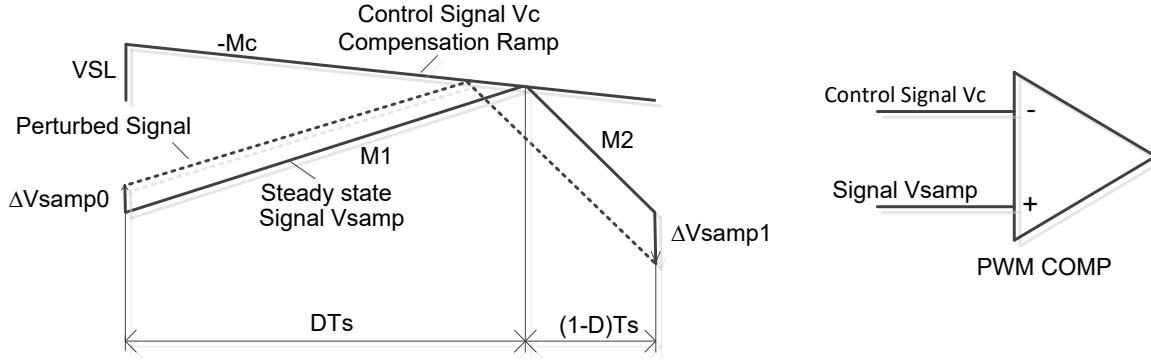 Control Signal Vc
Compensation Ramp
-Mc
VSL
Perturbed Signal
M1
M2
Steady state
Signal Vsamp
ΔVsamp0
ΔVsamp1
DTs
(1-D)Ts
Control Signal Vc
-
Signal Vsamp
+
PWM COMP